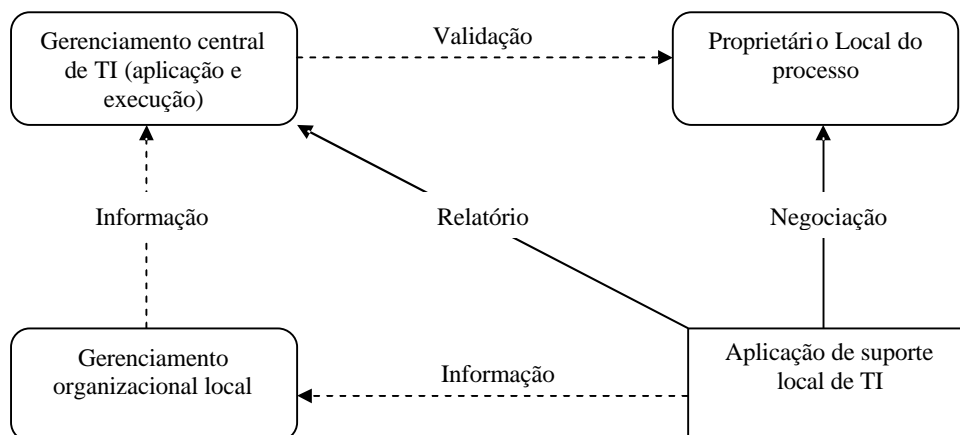 Gerenciamento central
de TI (aplicação e
execução)
Validação
Proprietário Local do
processo
Informação
Relatório
Negociação
Gerenciamento
organizacional local
Informação
Aplicação de suporte
local de TI